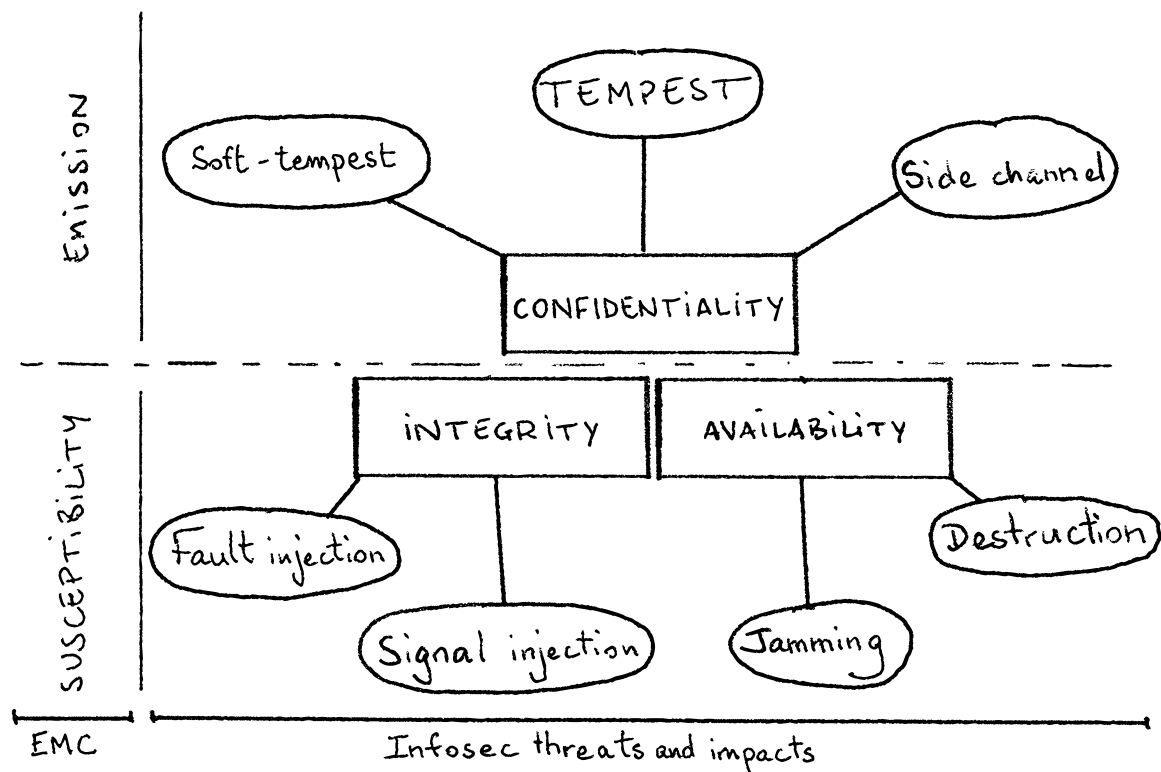 EMISSION
TEMPEST
Soft-tempest
Side channel
CONFIDENTIALITY
SUSCEPTIBILITY
INTEGRITY
AVAILABILITY
Fault injection
Destruction
Signal injection
Jamming
EMC
Infosec threats and impacts